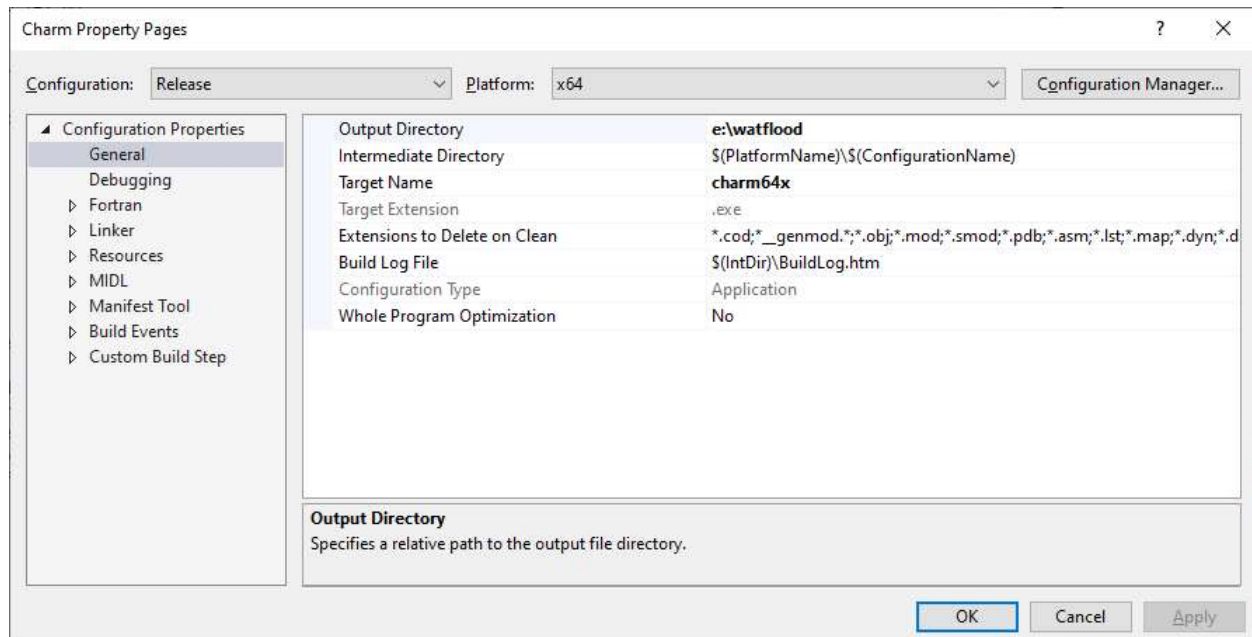 Charm Property Pages ?
Configuration: Release Platform: x64 Configuration Manager...
Configuration Properties
General
Debugging
Fortran
Linker
Resources
MIDL
Manifest Tool
Build Events
Custom Build Step
Output Directory e:\watflood
Intermediate Directory $(PlatformName)\$(ConfigurationName)
Target Name charm64x
Target Extension .exe
Extensions to Delete on Clean *.cod;*__genmod.*;*.obj;*.mod;*.smod;*.pdb;*.asm;*.lst;*.map;*.dyn;*.d
Build Log File $(IntDir)\BuildLog.htm
Configuration Type Application
Whole Program Optimization No
Output Directory
Specifies a relative path to the output file directory.
OK Cancel Apply